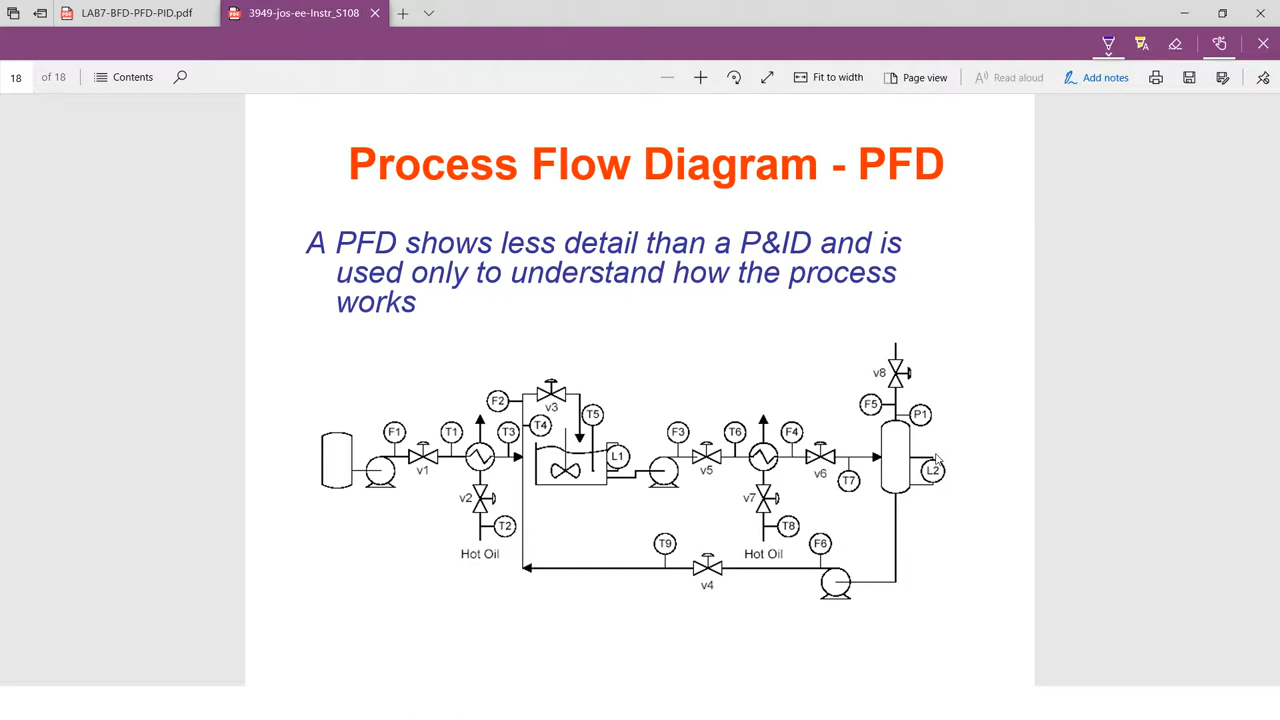 LAB7-BFD-PFD-PID.pdf
3949-jos-ee-Instr_S108
18
of 18
Contents
Fit to width
Page view
Read aloud
Add notes
Process Flow Diagram - PFD
A PFD shows less detail than a P&ID and is
used only to understand how the process
works
v8
F5
P1
F2
v3
T5
T4
F1
T1
T3
F3
T6
F4
L1
v1
v5
v6
L2
T7
v2
v7
T2
T8
Hot Oil
T9
Hot Oil
F6
v4